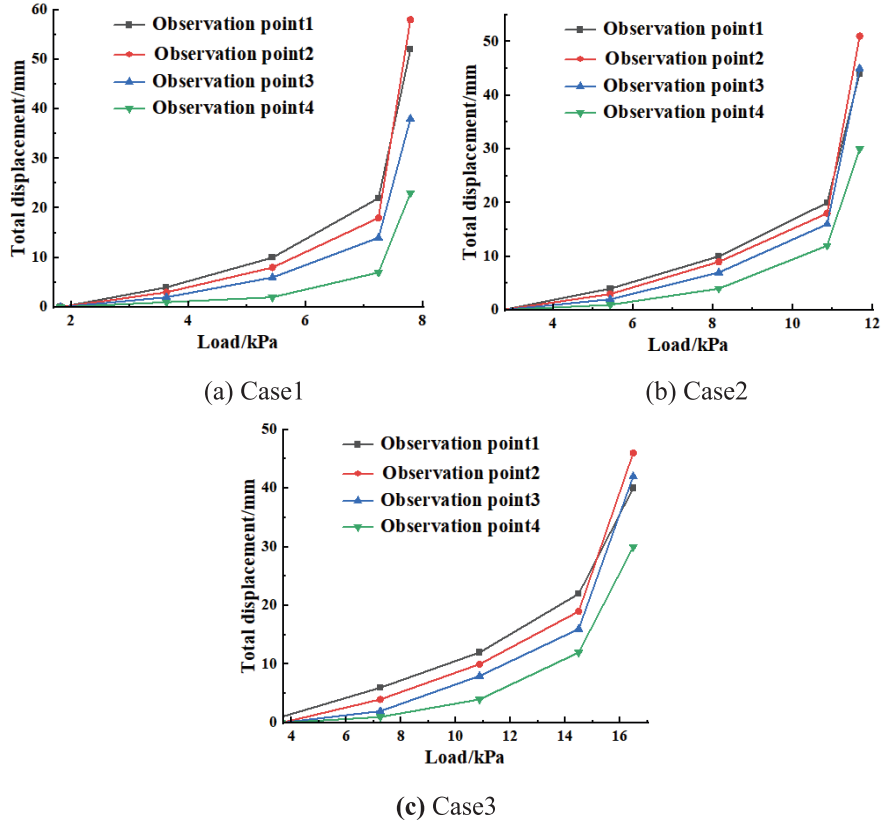 Observation point1
Observation point2
Observation point3
Observation point4
Total displacement/mm
60
50
40
30
20
10
0
2
4
6
8
Load/kPa
(a) Case1
Observation point1
Observation point2
Observation point3
Observation point4
Total displacement/mm
50
40
30
20
10
0
4
6
8
10
12
Load/kPa
(b) Case2
Observation point1
Observation point2
Observation point3
Observation point4
Total displacement/mm
50
40
30
20
10
0
4
6
8
10
12
14
16
Load/kPa
(c) Case3